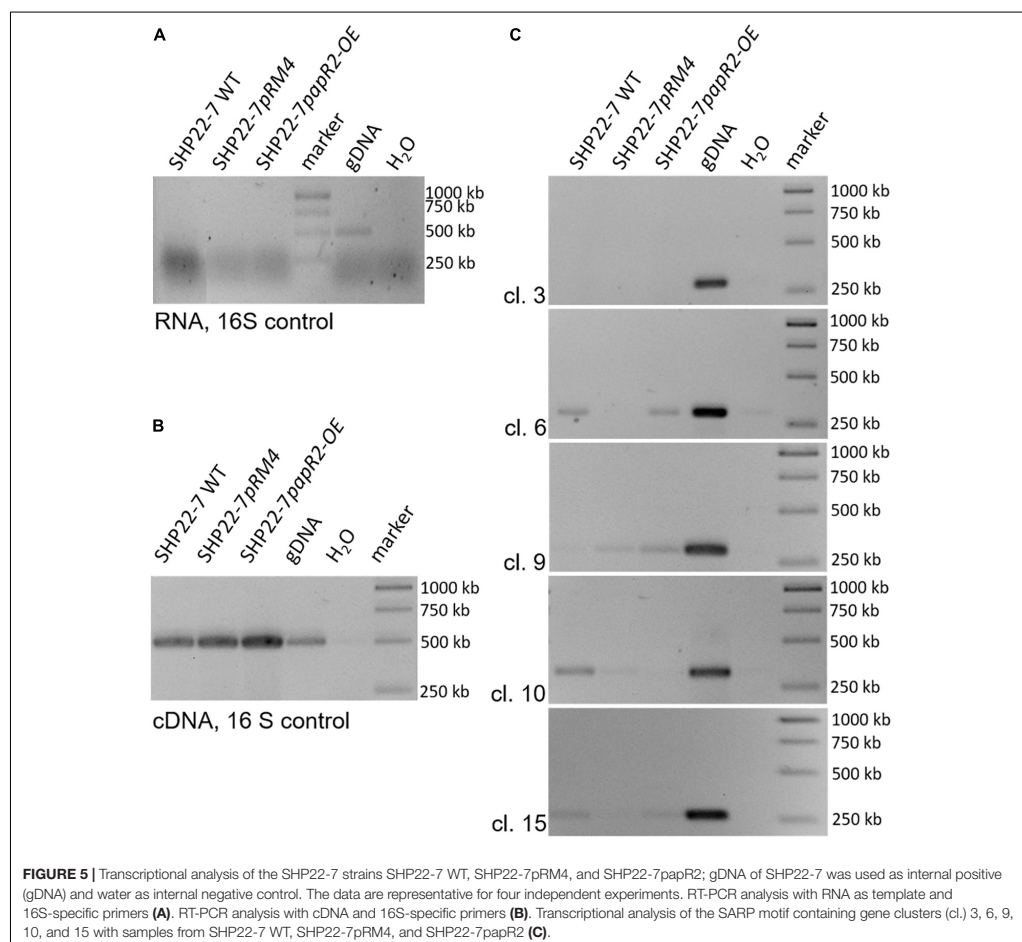 A
SHP22-7 WT
SHP22-7pRM4
SHP22-7papR2-OE
marker
gDNA
H₂O
1000 kb
750 kb
500 kb
250 kb
RNA, 16S control
B
SHP22-7 WT
SHP22-7pRM4
SHP22-7papR2-OE
gDNA
H₂O
marker
1000 kb
750 kb
500 kb
250 kb
cDNA, 16 S control
C
SHP22-7 WT
SHP22-7pRM4
SHP22-7papR2-OE
gDNA
H₂O
marker
1000 kb
750 kb
500 kb
250 kb
cl. 3
1000 kb
750 kb
500 kb
250 kb
cl. 6
1000 kb
750 kb
500 kb
250 kb
cl. 9
1000 kb
750 kb
500 kb
250 kb
cl. 10
1000 kb
750 kb
500 kb
250 kb
cl. 15
FIGURE 5 | Transcriptional analysis of the SHP22-7 strains SHP22-7 WT, SHP22-7pRM4, and SHP22-7papR2; gDNA of SHP22-7 was used as internal positive
(gDNA) and water as internal negative control. The data are representative for four independent experiments. RT-PCR analysis with RNA as template and
16S-specific primers (A). RT-PCR analysis with cDNA and 16S-specific primers (B). Transcriptional analysis of the SARP motif containing gene clusters (cl.) 3, 6, 9,
10, and 15 with samples from SHP22-7 WT, SHP22-7pRM4, and SHP22-7papR2 (C).